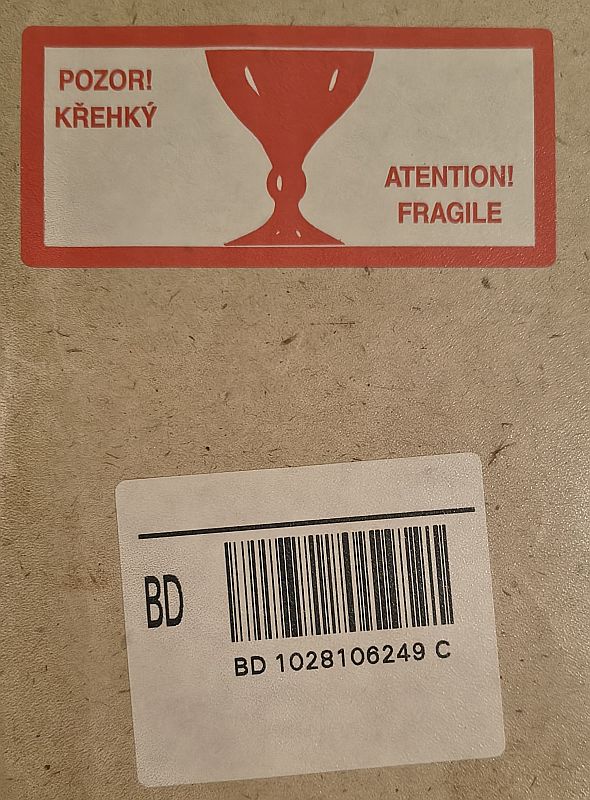 POZOR!
KŘEHKÝ
ATENTION!
FRAGILE
BD
BD 1028106249 C